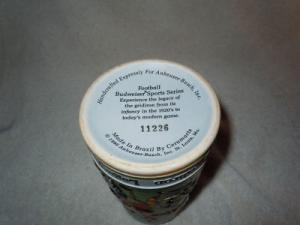 Handcrafted Expressly For Anheuser-Busch, Inc.
Football
Budweiser Sports Series
Experience the legacy of
the gridiron from its
infancy in the 1920's to
today's modern game.
11226
Made In Brazil By Ceramarte
Anheuser-Busch, Inc. St. Louis, Mo.